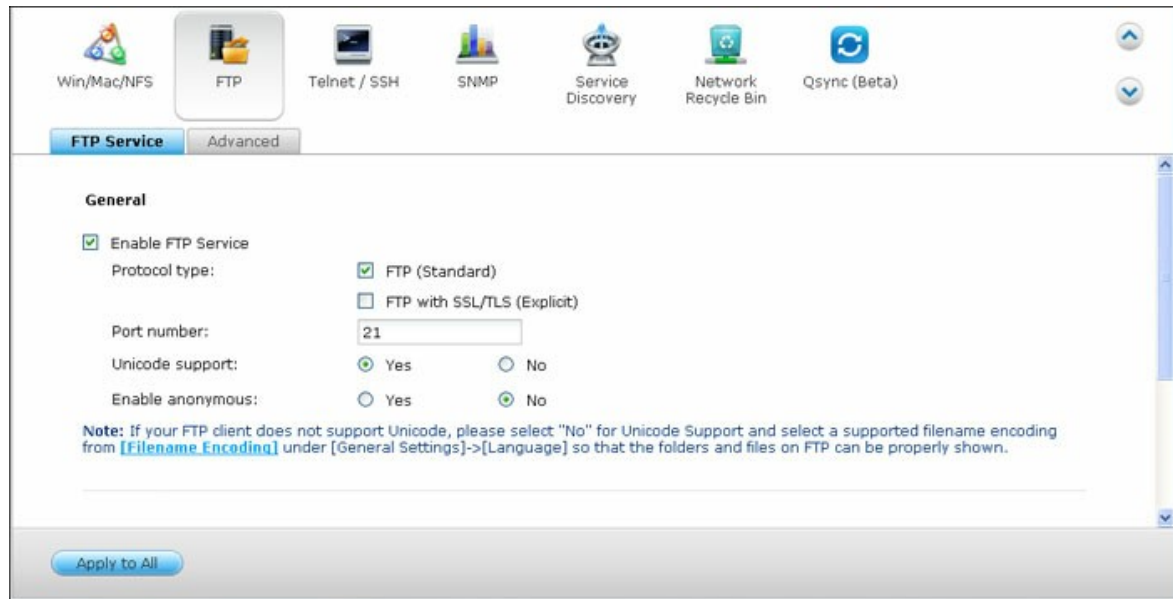 Win/Mac/NFS
FTP
Telnet / SSH
SNMP
Service
Discovery
Network
Recycle Bin
Qsync (Beta)
FTP Service
Advanced
General
Enable FTP Service
Protocol type:
FTP (Standard)
FTP with SSL/TLS (Explicit)
Port number:
21
Unicode support:
Yes
No
Enable anonymous:
Yes
No
Note: If your FTP client does not support Unicode, please select "No" for Unicode Support and select a supported filename encoding
from [Filename Encoding] under [General Settings]->[Language] so that the folders and files on FTP can be properly shown.
Apply to All